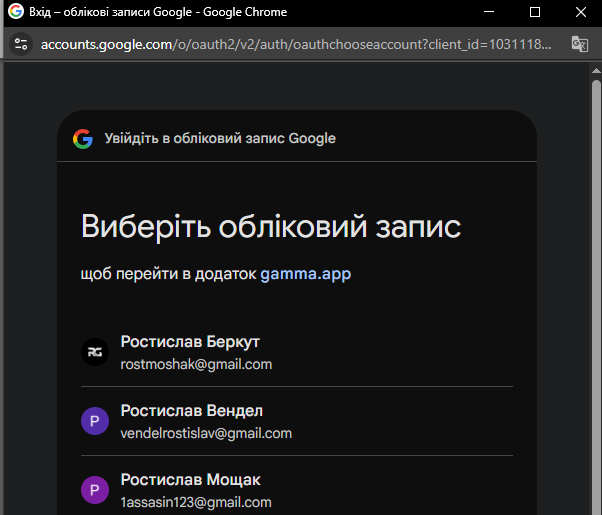 Вхід – облікові записи Google - Google Chrome
accounts.google.com/o/oauth2/v2/auth/oauthchooseaccount?client_id=1031118...
Увійдіть в обліковий запис Google
Виберіть обліковий запис
щоб перейти в додаток gamma.app
RG
Ростислав Беркут
rostmoshak@gmail.com
Р
Ростислав Вендел
vendelrostislav@gmail.com
Р
Ростислав Мощак
1assasin123@gmail.com